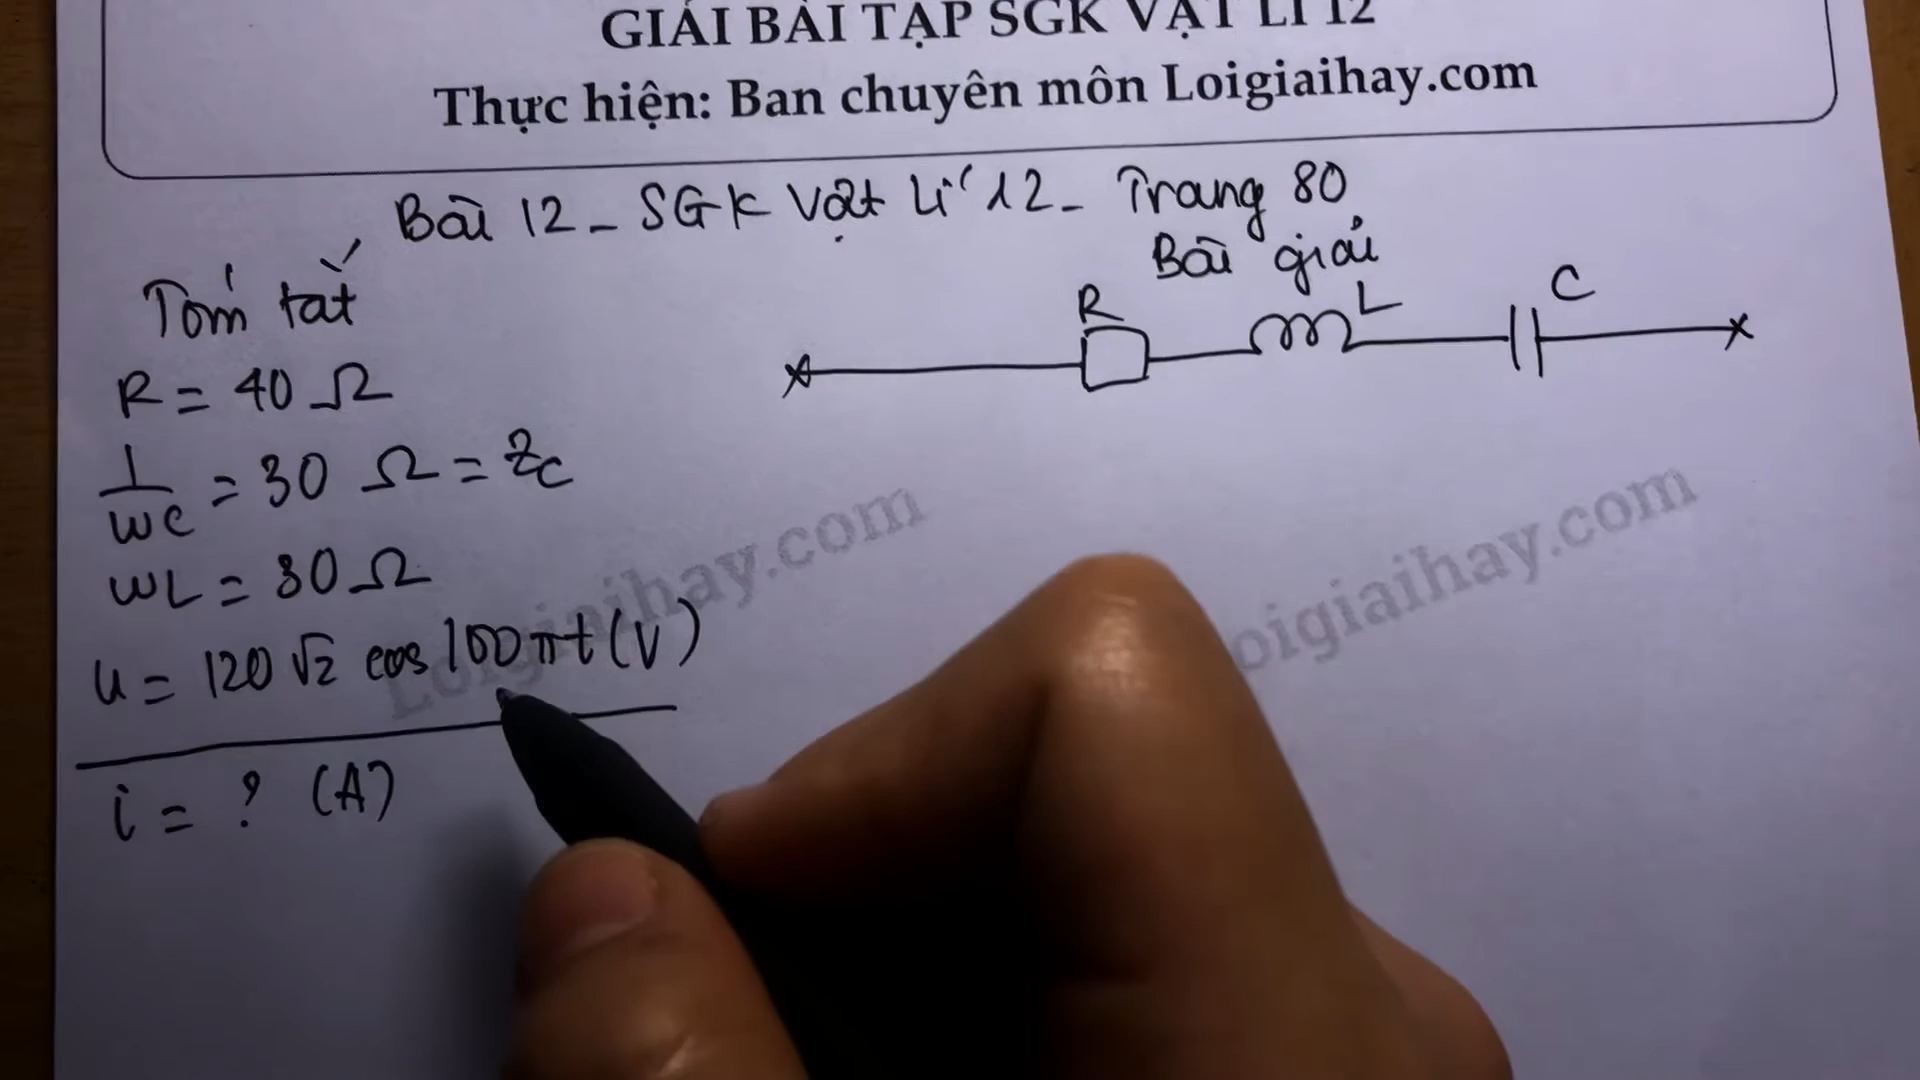 GIẢI BÀI TẬP SGK VẬT LÍ 12
Thực hiện: Ban chuyên môn Loigiaihay.com
Bài 12 - SGK Vật lí 12 - Trang 80
Bài giải
Tóm tắt
R = 40 Ω
1/ωC = 30 Ω = Zc
ωL = 30 Ω
u = 120 √2 cos 100πt (V)
i = ? (A)
R L C
Loigiaihay.com
oigiaihay.com